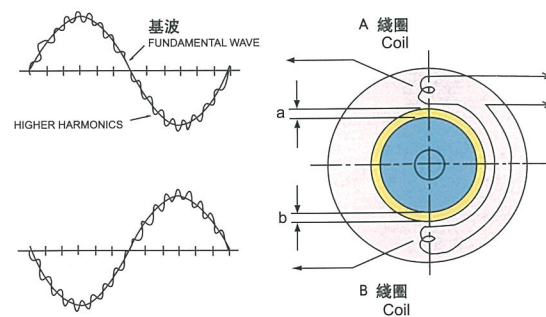 基波
FUNDAMENTAL WAVE
HIGHER HARMONICS
A 綫圈
Coil
a
b
B 綫圈
Coil